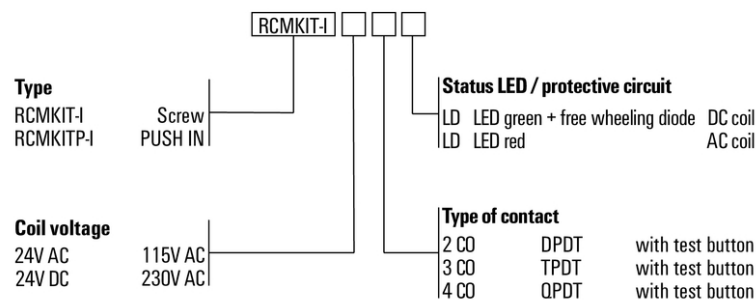 RCMKIT-I
Type
RCMKIT-I Screw
RCMKITP-I PUSH IN
Status LED / protective circuit
LD LED green + free wheeling diode DC coil
LD LED red AC coil
Coil voltage
24V AC 115V AC
24V DC 230V AC
Type of contact
2 CO DPDT with test button
3 CO TPDT with test button
4 CO QPDT with test button